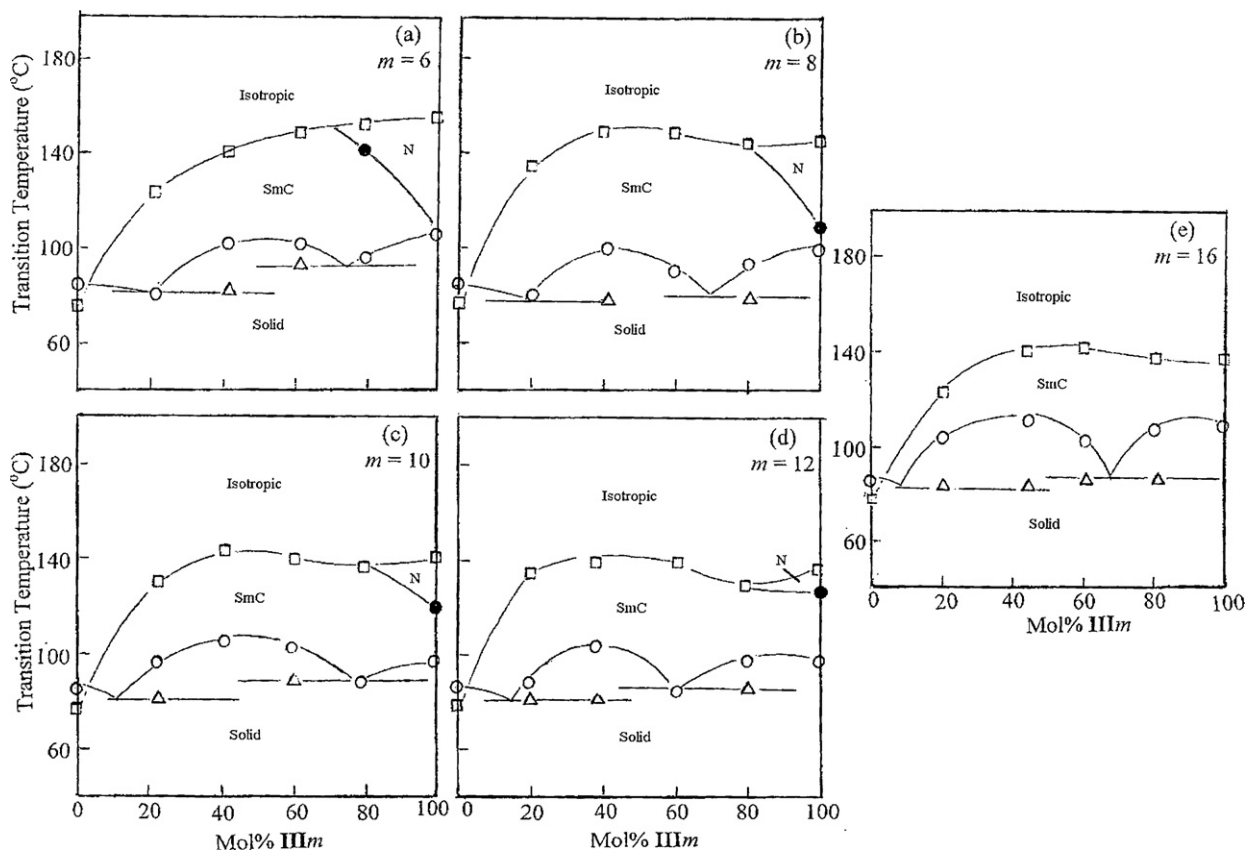 Transition Temperature (°C)
180
140
100
60
(a)
m = 6
Isotropic
N
SmC
Solid
(b)
m = 8
Isotropic
N
SmC
Solid
Transition Temperature (°C)
180
140
100
60
(c)
m = 10
Isotropic
N
SmC
Solid
0 20 40 60 80 100
Mol% IIIm
(d)
m = 12
Isotropic
N
SmC
Solid
0 20 40 60 80 100
Mol% IIIm
180
140
100
60
(e)
m = 16
Isotropic
SmC
Solid
0 20 40 60 80 100
Mol% IIIm